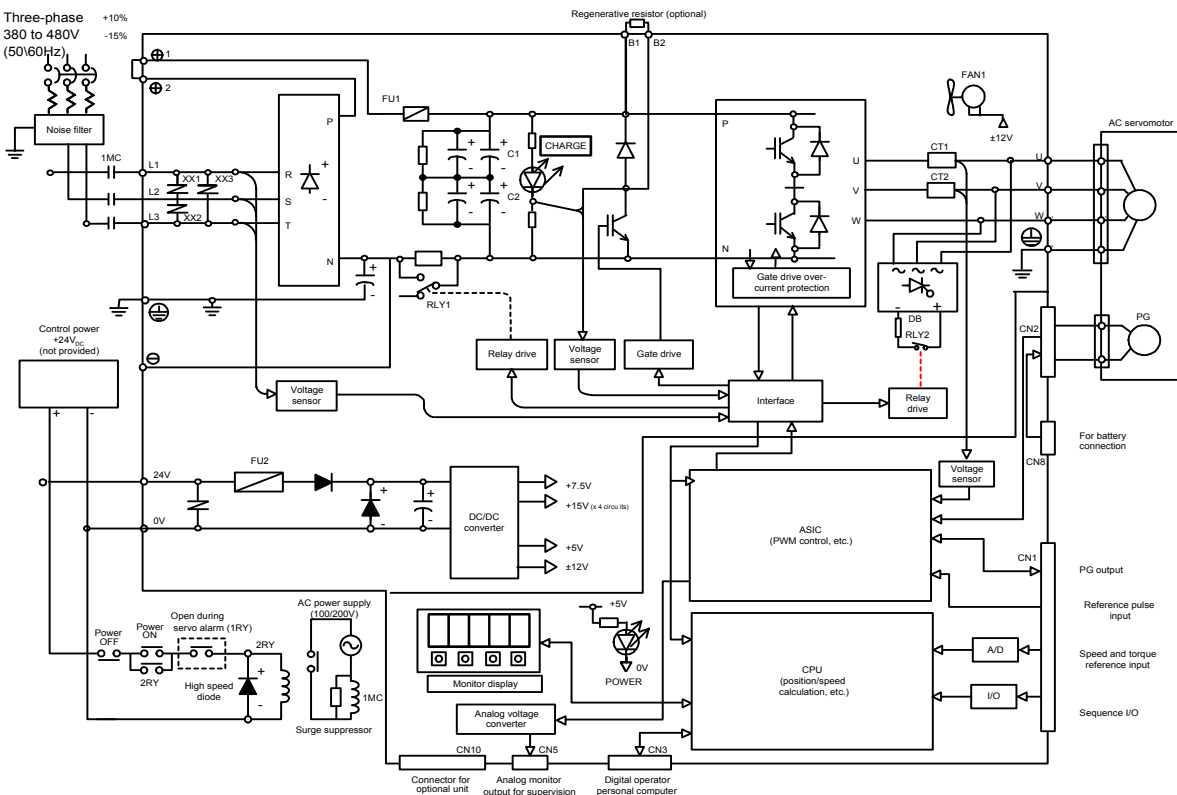 Three-phase +10%
380 to 480V -15%
(50\60Hz)
Regenerative resistor (optional)
B1 B2
1
2
FU1
FAN1
±12V
AC servomotor
Noise filter
1MC
P
CHARGE
C1
C2
+
-
P
U
V
W
N
CT1
CT2
U
V
W
L1
L2
L3
XX1 XX3
XX2
R
S
T
N
+
-
RLY1
Gate drive over-
current protection
- +
DB
RLY2
CN2
PG
Control power
+24VDC
(not provided)
+ -
Relay drive
Voltage
sensor
Gate drive
Voltage
sensor
Interface
Relay
drive
For battery
connection
CN8
24V
FU2
0V
+
-
+
-
DC/DC
converter
+7.5V
+15V (x 4 circuits)
+5V
±12V
Voltage
sensor
ASIC
(PWM control, etc.)
CN1
PG output
Reference pulse
input
Speed and torque
reference input
Sequence I/O
A/D
I/O
CPU
(position/speed
calculation, etc.)
Power
OFF
Power
ON
Open during
servo alarm (1RY)
2RY
2RY
High speed
diode
+
-
AC power supply
(100/200V)
1MC
Surge suppressor
Monitor display
+5V
0V
POWER
Analog voltage
converter
CN10
CN5
CN3
Connector for
optional unit
Analog monitor
output for supervision
Digital operator
personal computer